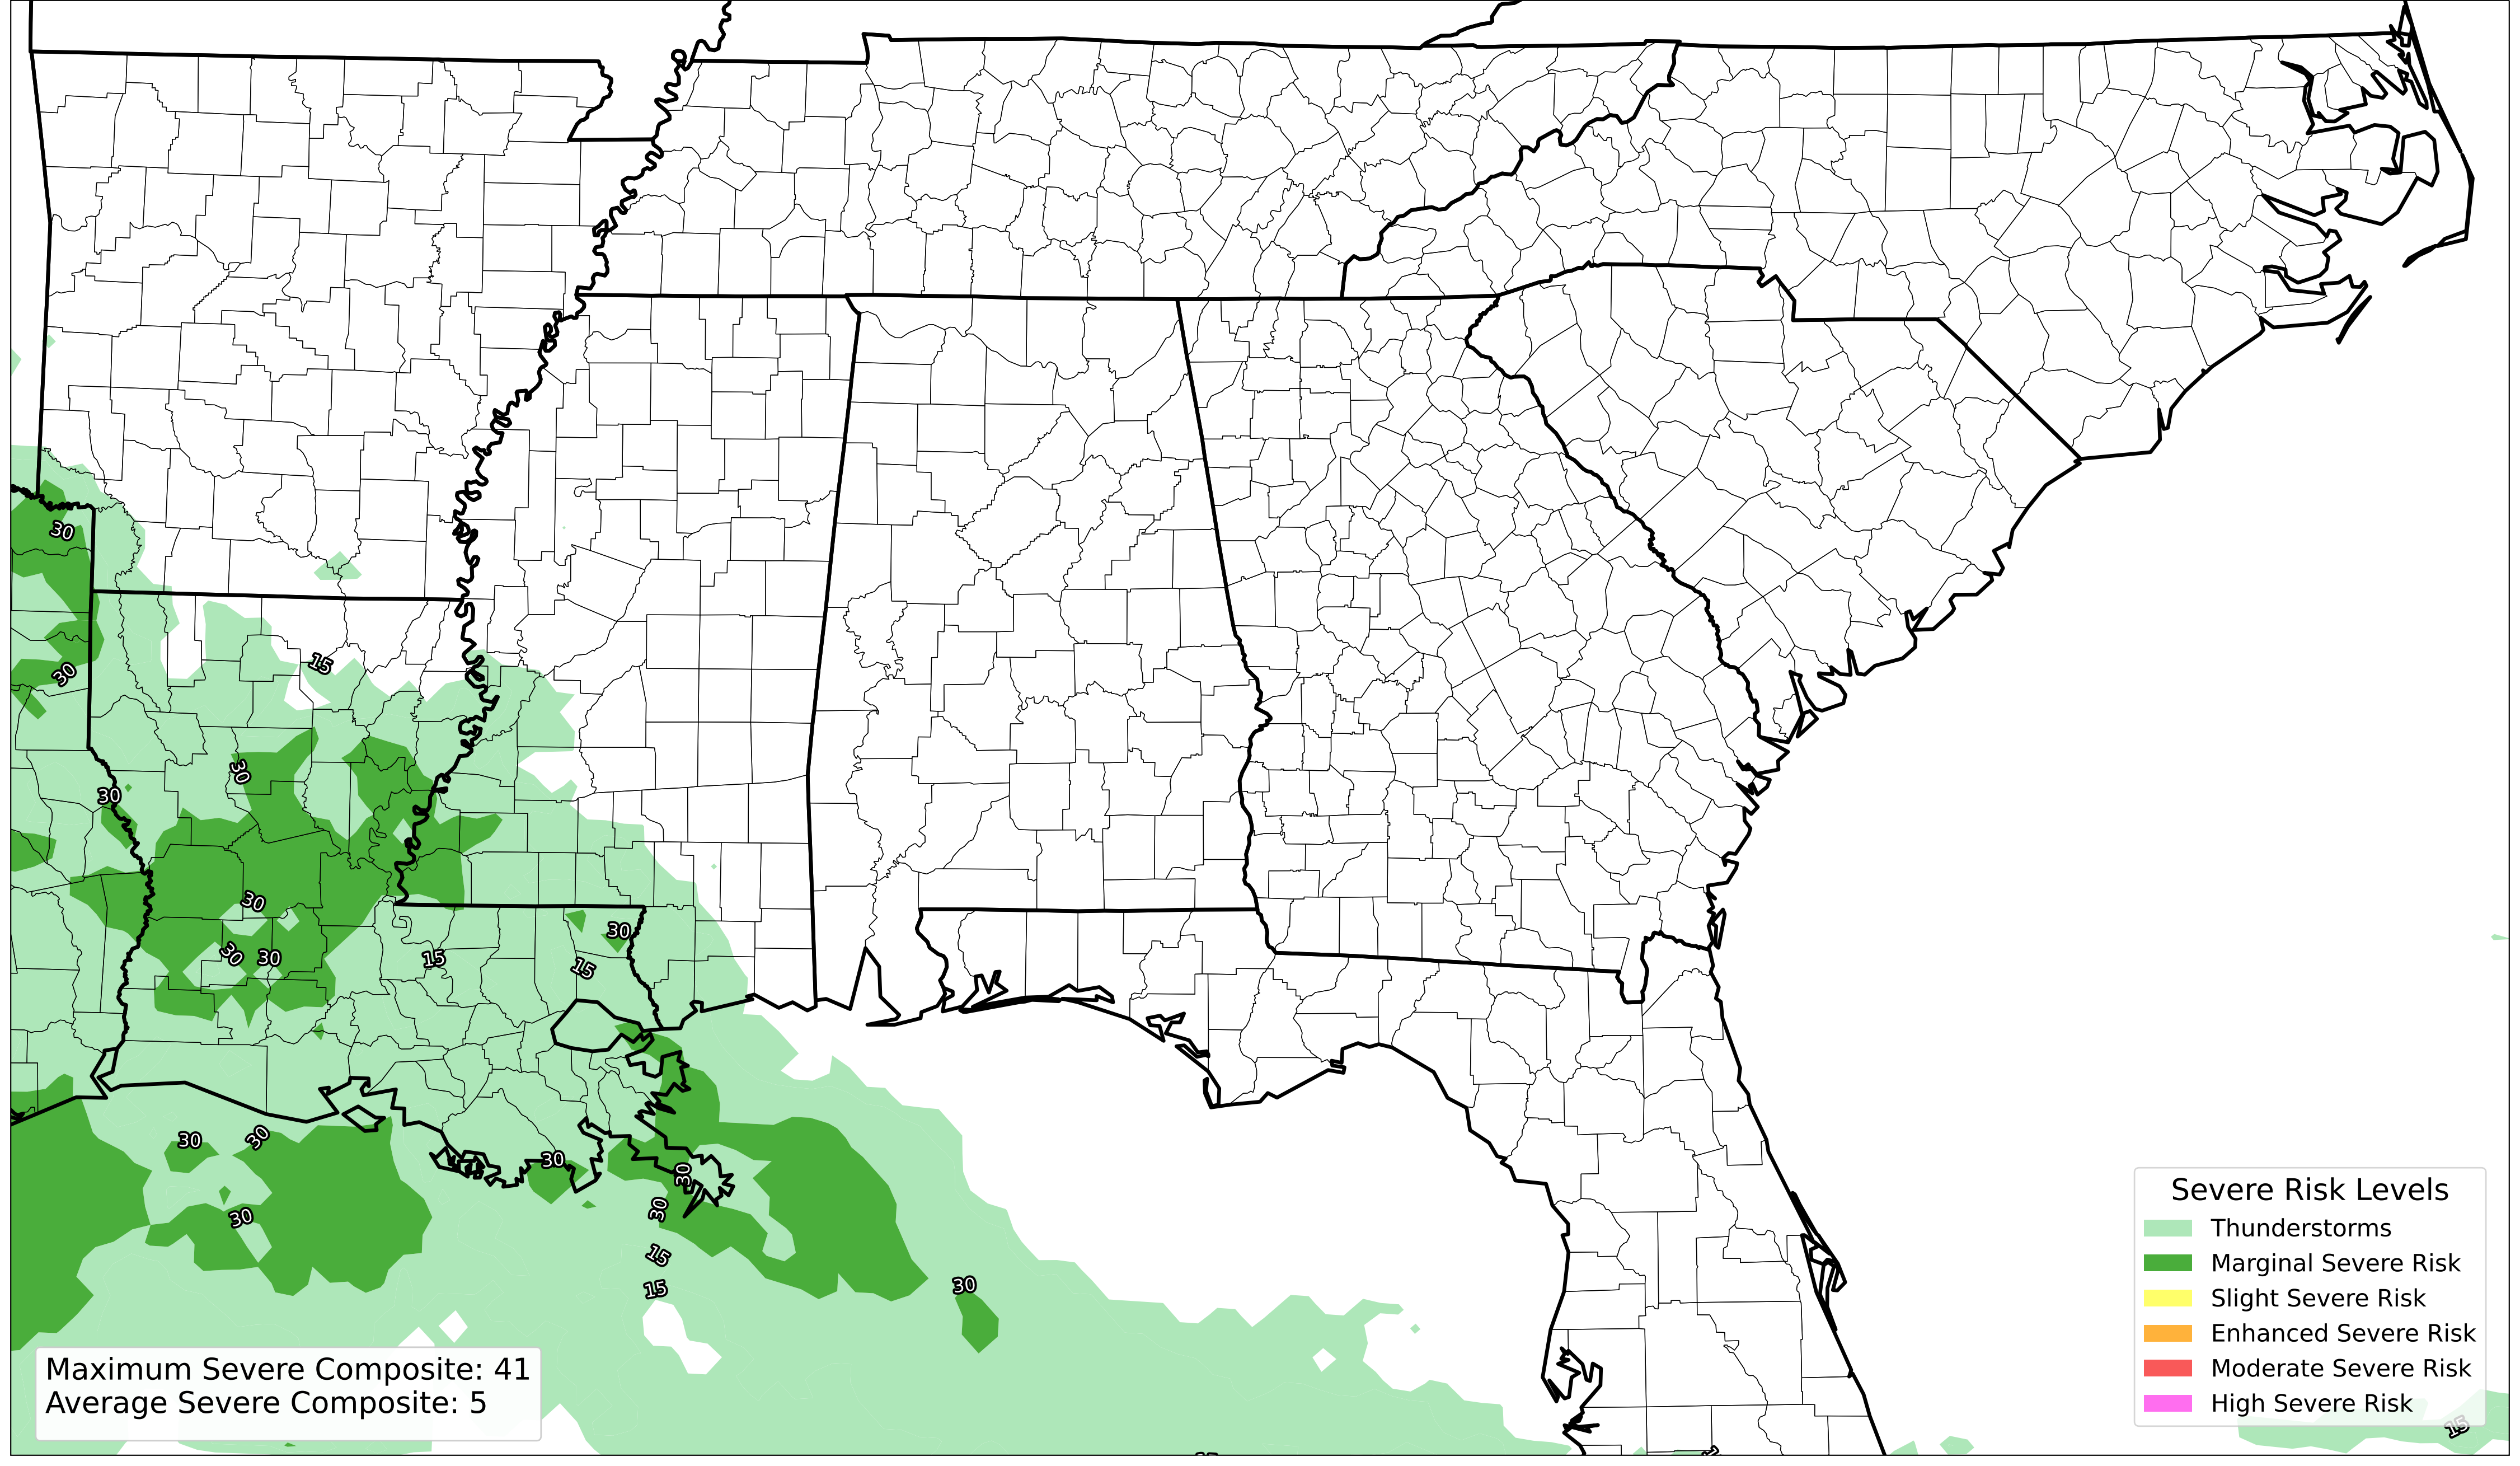 30
30
15
30
30
30
30
15
15
30
30
30
30
30
30
30
30
15
15
30
Maximum Severe Composite: 41
Average Severe Composite: 5
Severe Risk Levels
Thunderstorms
Marginal Severe Risk
Slight Severe Risk
Enhanced Severe Risk
Moderate Severe Risk
High Severe Risk
15